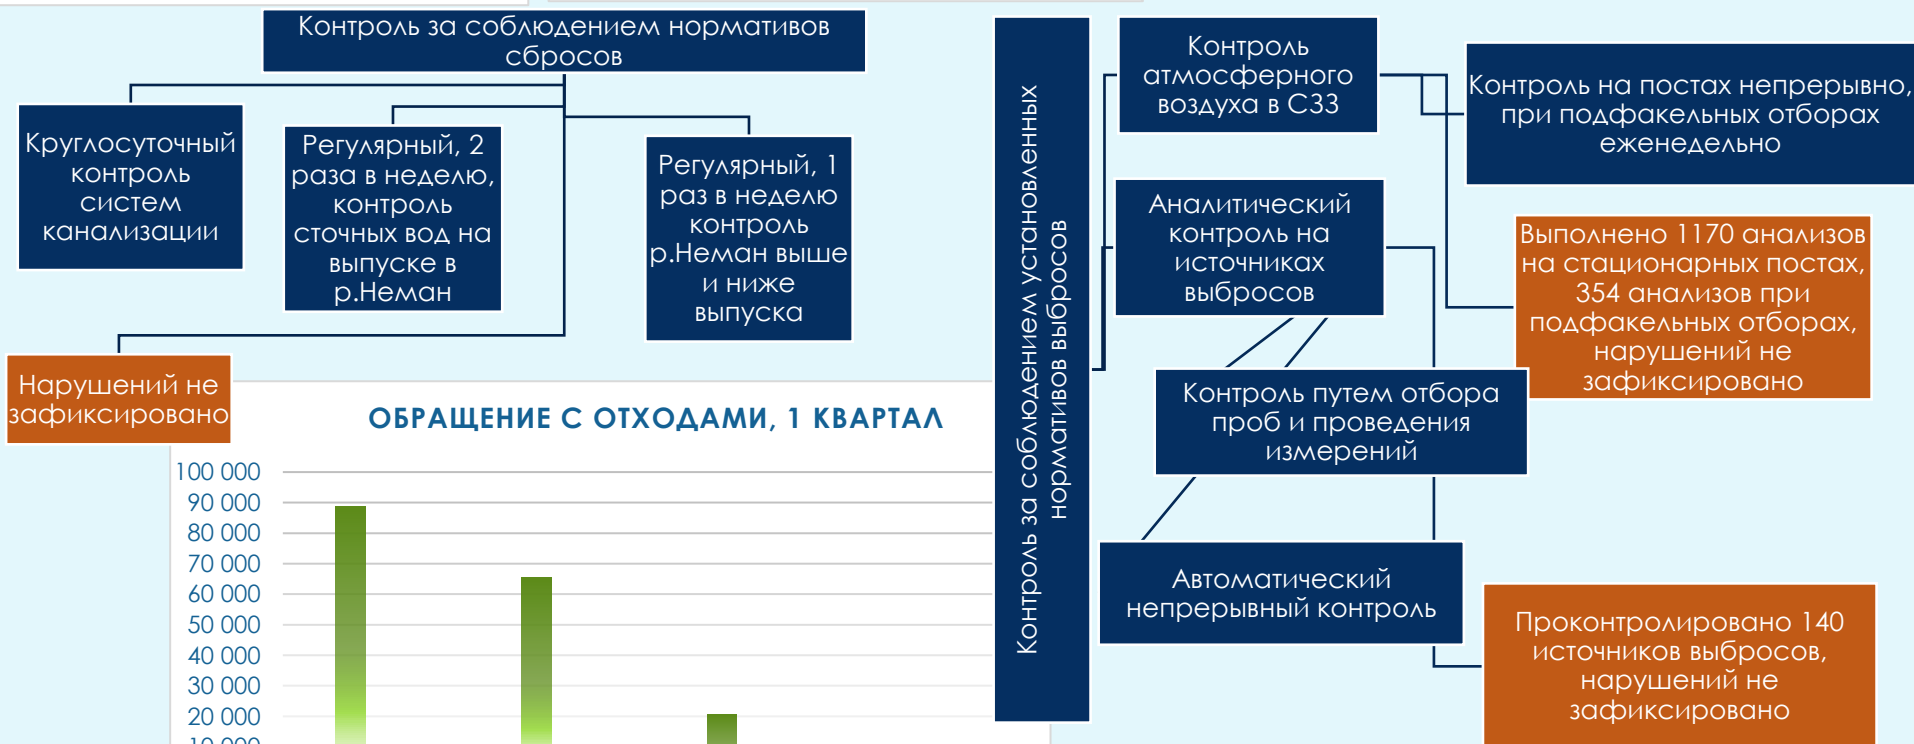 Контроль за соблюдением нормативов
сбросов
Круглосуточный
контроль
систем
канализации
Регулярный, 2
раза в неделю,
контроль
сточных вод на
выпуске в
р.Неман
Регулярный, 1
раз в неделю
контроль
р.Неман выше
и ниже
выпуска
Нарушений не
зафиксировано
ОБРАЩЕНИЕ С ОТХОДАМИ, 1 КВАРТАЛ
100 000
90 000
80 000
70 000
60 000
50 000
40 000
30 000
20 000
10 000
Контроль за соблюдением установленных
нормативов выбросов
Контроль
атмосферного
воздуха в СЗЗ
Контроль на постах непрерывно,
при подфакельных отборах
еженедельно
Аналитический
контроль на
источниках
выбросов
Выполнено 1170 анализов
на стационарных постах,
354 анализов при
подфакельных отборах,
нарушений не
зафиксировано
Контроль путем отбора
проб и проведения
измерений
Автоматический
непрерывный контроль
Проконтролировано 140
источников выбросов,
нарушений не
зафиксировано